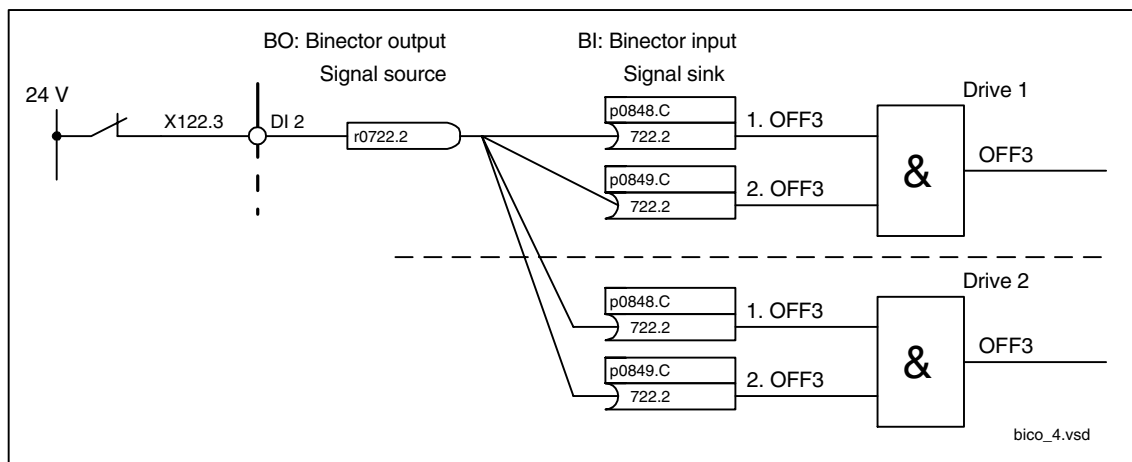 BO: Binector output
Signal source
BI: Binector input
Signal sink
24 V
X122.3
DI 2
r0722.2
Drive 1
p0848.C
722.2
1. OFF3
p0849.C
722.2
2. OFF3
&
OFF3
Drive 2
p0848.C
722.2
1. OFF3
p0849.C
722.2
2. OFF3
&
OFF3
bico_4.vsd